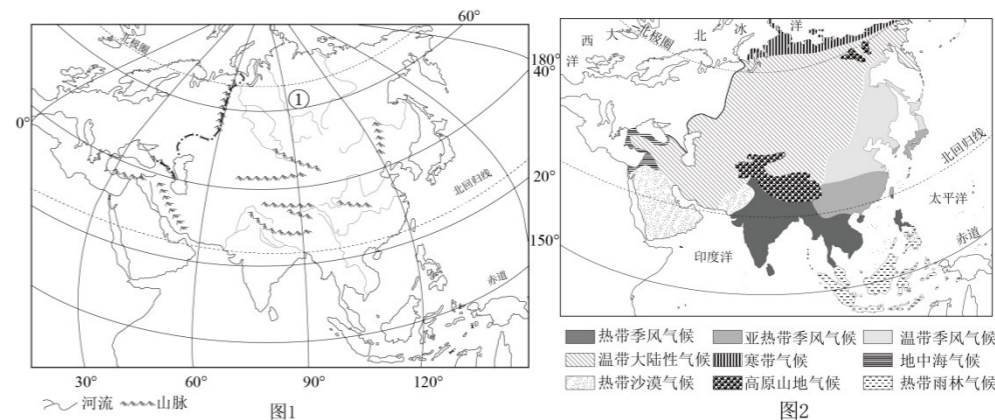 60°
北极圈
①
0°
北回归线
赤道
30°
60°
90°
120°
河流
山脉
图1
西 大 北 冰 洋
洋
北极圈
180°
40°
北回归线
20°
太平洋
150°
印度洋
赤道
热带季风气候
亚热带季风气候
温带季风气候
温带大陆性气候
寒带气候
地中海气候
热带沙漠气候
高原山地气候
热带雨林气候
图2